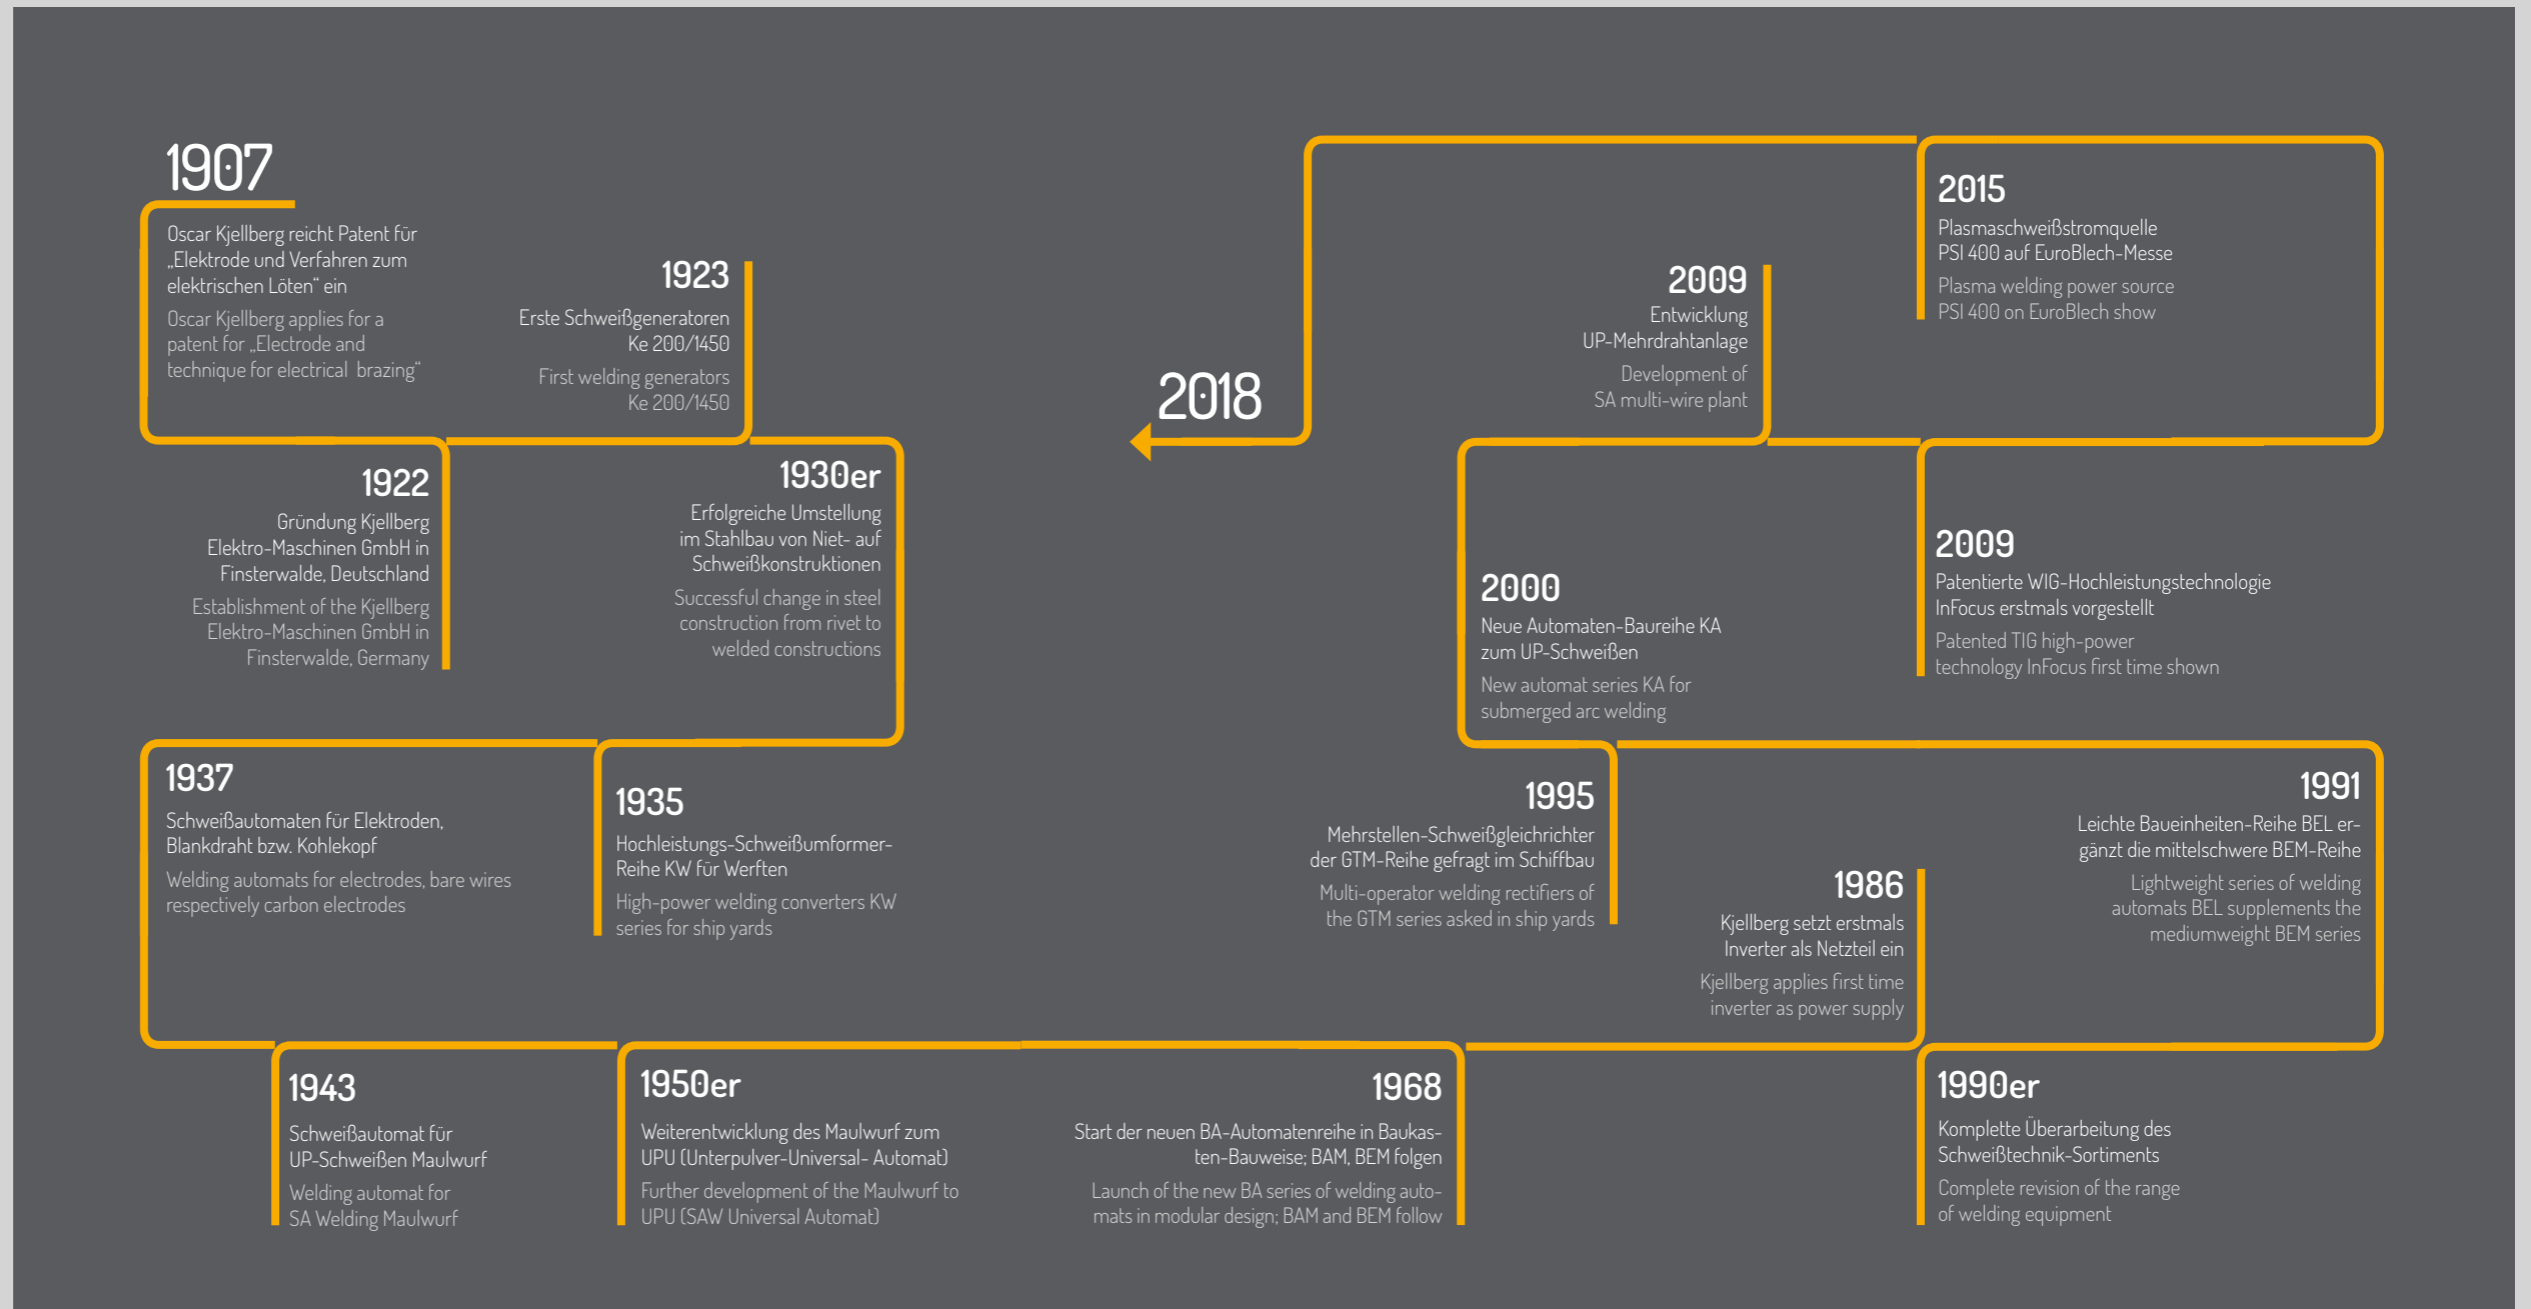 1907
Oscar Kjellberg reicht Patent für
„Elektrode und Verfahren zum
elektrischen Löten“ ein
Oscar Kjellberg applies for a
patent for „Electrode and
technique for electrical brazing“
1922
Gründung Kjellberg
Elektro-Maschinen GmbH in
Finsterwalde, Deutschland
Establishment of the Kjellberg
Elektro-Maschinen GmbH in
Finsterwalde, Germany
1923
Erste Schweißgeneratoren
Ke 200/1450
First welding generators
Ke 200/1450
1930er
Erfolgreiche Umstellung
im Stahlbau von Niet- auf
Schweißkonstruktionen
Successful change in steel
construction from rivet to
welded constructions
1935
Hochleistungs-Schweißumformer-
Reihe KW für Werften
High-power welding converters KW
series for ship yards
1937
Schweißautomaten für Elektroden,
Blankdraht bzw. Kohlekopf
Welding automats for electrodes, bare wires
respectively carbon electrodes
1943
Schweißautomat für
UP-Schweißen Maulwurf
Welding automat for
SA Welding Maulwurf
1950er
Weiterentwicklung des Maulwurf zum
UPU (Unterpulver-Universal- Automat)
Further development of the Maulwurf to
UPU (SAW Universal Automat)
1968
Start der neuen BA-Automatenreihe in Baukas-
ten-Bauweise; BAM, BEM folgen
Launch of the new BA series of welding auto-
mats in modular design; BAM and BEM follow
1986
Kjellberg setzt erstmals
Inverter als Netzteil ein
Kjellberg applies first time
inverter as power supply
1990er
Komplette Überarbeitung des
Schweißtechnik-Sortiments
Complete revision of the range
of welding equipment
1991
Leichte Baueinheiten-Reihe BEL er-
gänzt die mittelschwere BEM-Reihe
Lightweight series of welding
automats BEL supplements the
mediumweight BEM series
1995
Mehrstellen-Schweißgleichrichter
der GTM-Reihe gefragt im Schiffbau
Multi-operator welding rectifiers of
the GTM series asked in ship yards
2000
Neue Automaten-Baureihe KA
zum UP-Schweißen
New automat series KA for
submerged arc welding
2009
Entwicklung
UP-Mehrdrahtanlage
Development of
SA multi-wire plant
2009
Patentierte WIG-Hochleistungstechnologie
InFocus erstmals vorgestellt
Patented TIG high-power
technology InFocus first time shown
2015
Plasmaschweißstromquelle
PSI 400 auf EuroBlech-Messe
Plasma welding power source
PSI 400 on EuroBlech show
2018